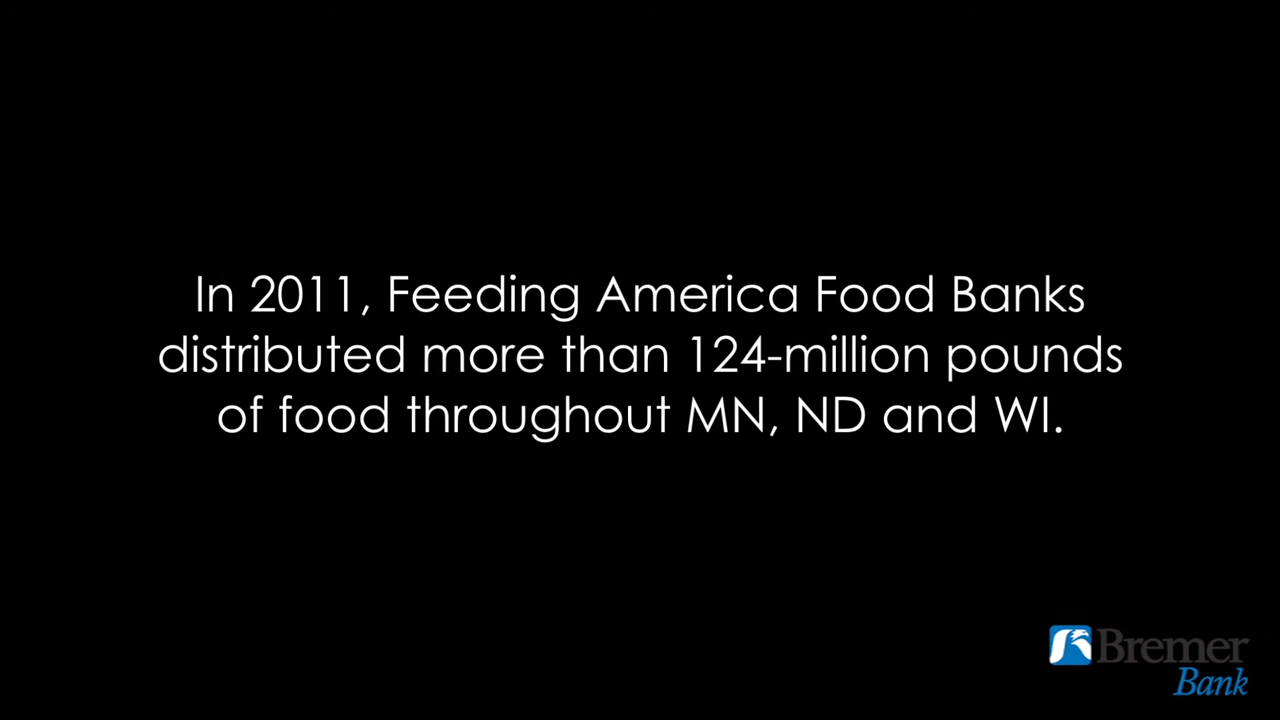 In 2011, Feeding America Food Banks
distributed more than 124-million pounds
of food throughout MN, ND and WI.
Bremer
Bank